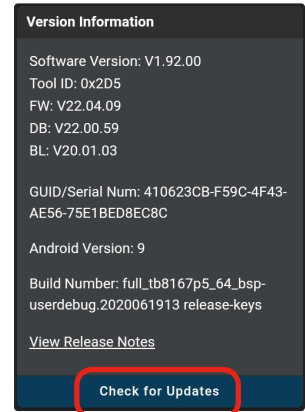 Version Information
Software Version: V1.92.00
Tool ID: 0x2D5
FW: V22.04.09
DB: V22.00.59
BL: V20.01.03
GUID/Serial Num: 410623CB-F59C-4F43-
AE56-75E1BED8EC8C
Android Version: 9
Build Number: full_tb8167p5_64_bsp-
userdebug.2020061913 release-keys
View Release Notes
Check for Updates